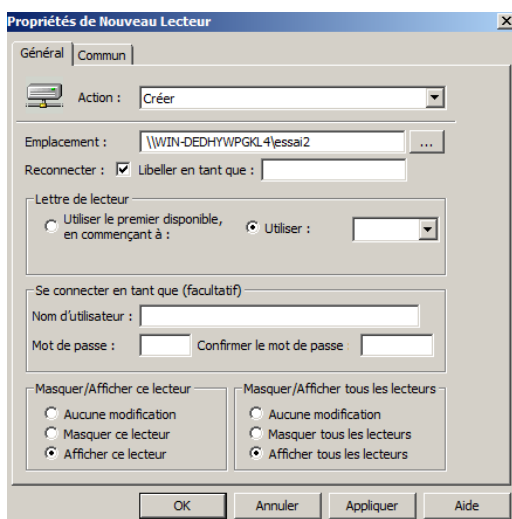 Propriétés de Nouveau Lecteur
Général Commun
Action : Créer
Emplacement : \\WIN-DEDHYWPGKL4\essai2 ...
Reconnecter : Libeller en tant que :
Lettre de lecteur
Utiliser le premier disponible,
en commençant à :
Utiliser :
Se connecter en tant que (facultatif)
Nom d'utilisateur :
Mot de passe : Confirmer le mot de passe
Masquer/Afficher ce lecteur
Aucune modification
Masquer ce lecteur
Afficher ce lecteur
Masquer/Afficher tous les lecteurs
Aucune modification
Masquer tous les lecteurs
Afficher tous les lecteurs
OK Annuler Appliquer Aide